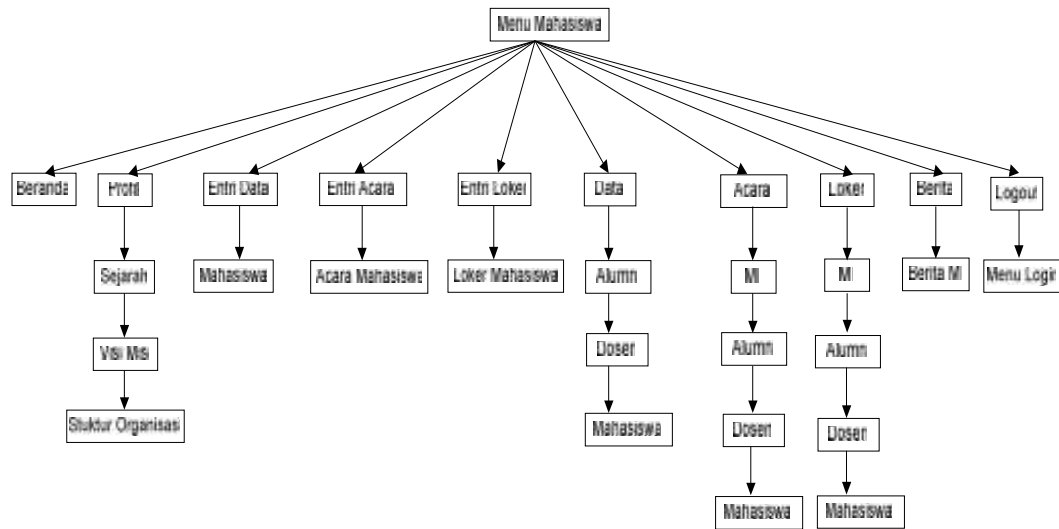 Menu Mahasiswa
Beranda
Profil
Entri Data
Entri Acara
Entri Loker
Data
Acara
Loker
Berita
Logout
Sejarah
Mahasiswa
Acara Mahasiswa
Loker Mahasiswa
Alumni
MI
MI
Berita MI
Menu Login
Visi Misi
Dosen
Alumni
Alumni
Stuktur Organisasi
Mahasiswa
Dosen
Dosen
Mahasiswa
Mahasiswa